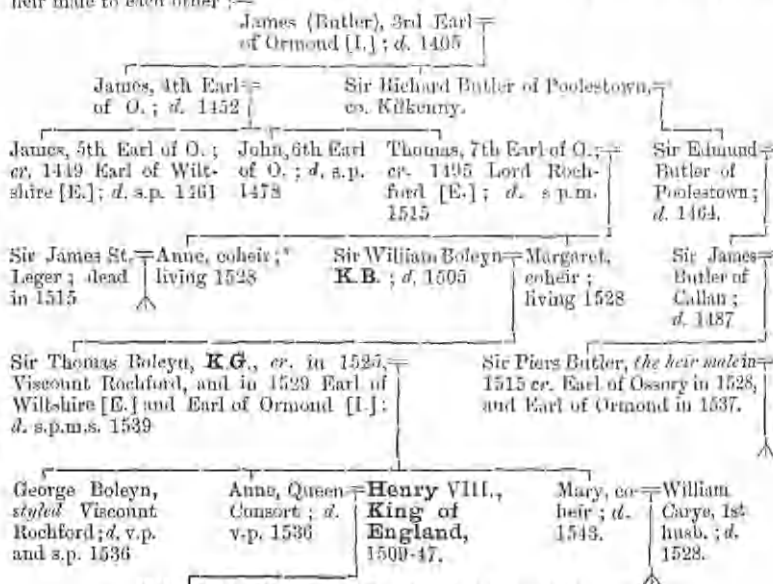 heir male to each other :—
James (Butler), 3rd Earl
of Ormond [I.] ; d. 1405
James, 4th Earl
of O. ; d. 1452
Sir Richard Butler of Poolestown,
co. Kilkenny.
James, 5th Earl of O. ;
cr. 1449 Earl of Wilt-
shire [E.] ; d. s.p. 1461
John, 6th Earl
of O. ; d. s.p.
1478
Thomas, 7th Earl of O. ;
cr. 1495 Lord Roch-
ford [E.] ; d. s p.m.
1515
Sir Edmund
Butler of
Poolestown ;
d. 1464.
Sir James St.
Leger ; dead
in 1515
Anne, coheir ;*
living 1528
Sir William Boleyn
K.B. ; d. 1505
Margaret,
coheir ;
living 1528
Sir James
Butler of
Callan ;
d. 1487
Sir Thomas Boleyn, K.G., cr. in 1525,
Viscount Rochford, and in 1529 Earl of
Wiltshire [E.] and Earl of Ormond [I.] ;
d. s.p.m.s. 1539
Sir Piers Butler, the heir male in
1515 cr. Earl of Ossory in 1528,
and Earl of Ormond in 1537.
George Boleyn,
styled Viscount
Rochford ; d. v.p.
and s.p. 1536
Anne, Queen
Consort ; d.
v.p. 1536
Henry VIII.,
King of
England,
1509-47.
Mary, co-
heir ; d.
1543.
William
Carye, 1st
husb. ; d.
1528.